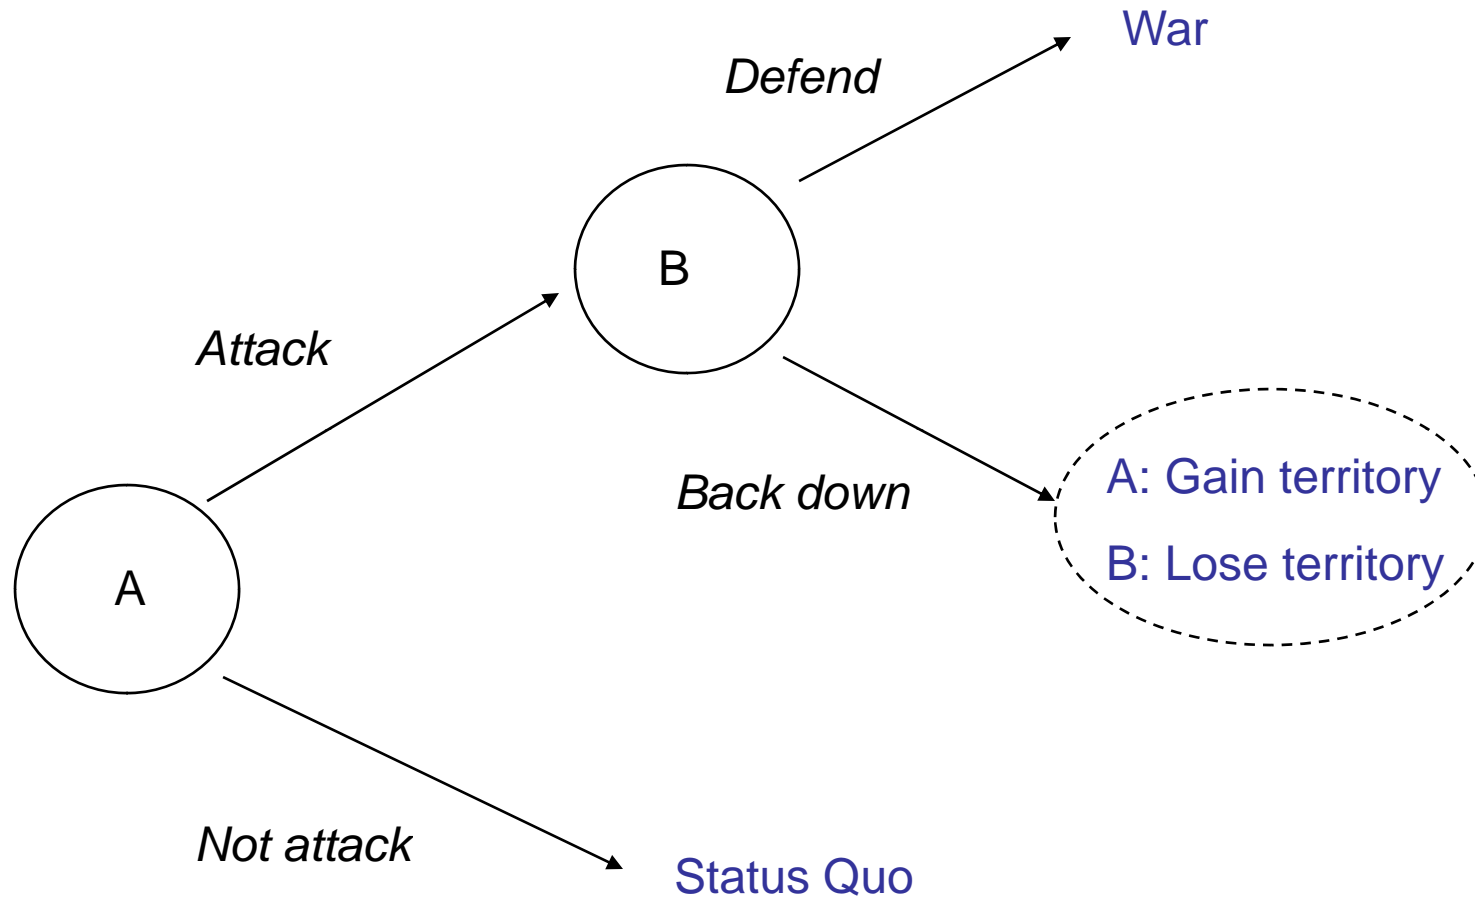 War
Defend
B
Attack
A: Gain territory
Back down
B: Lose territory
A
Not attack
Status Quo